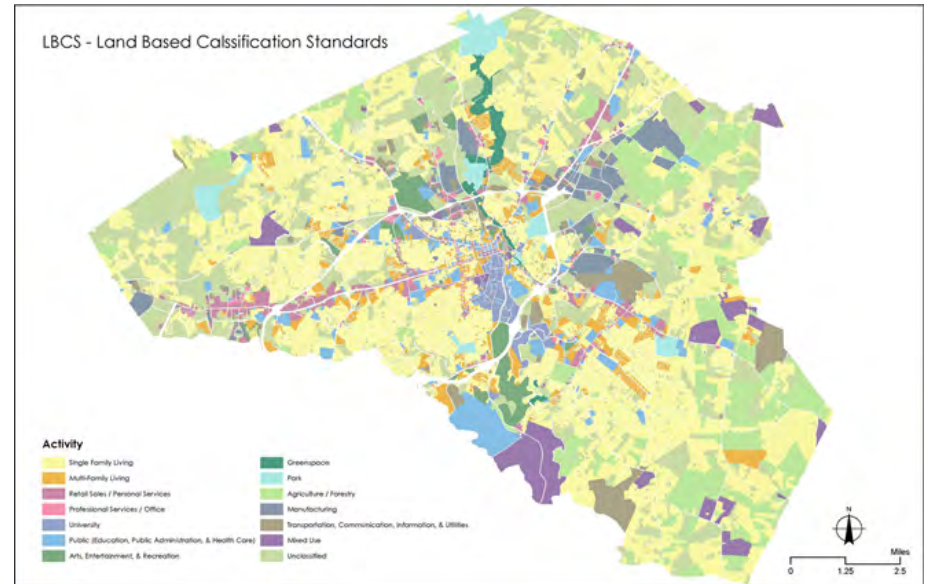 LBCS - Land Based Calssification Standards
Activity
Single Family Living
Multi-Family Living
Retail Sales / Personal Services
Professional Services / Office
University
Public (Education, Public Administration, & Health Care)
Arts, Entertainment, & Recreation
Greenspace
Park
Agriculture / Forestry
Manufacturing
Transportation, Communication, Information, & Utilities
Mixed Use
Unclassified
N
Miles
0 1.25 2.5